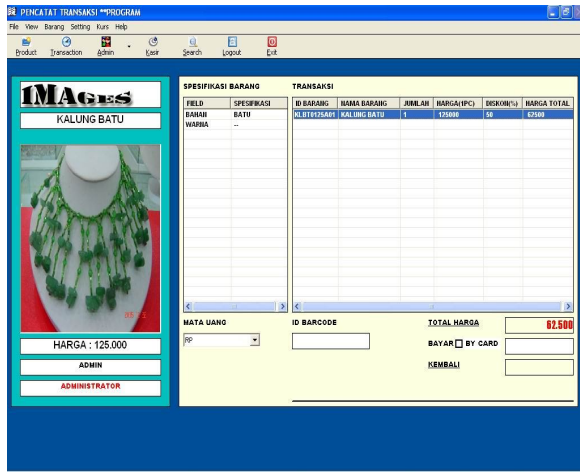 PENCATAT TRANSAKSI **PROGRAM
File View Barang Setting Kurs Help
Product Transaction Admin Kasir Search Logout Exit
IMAGES
KALUNG BATU
HARGA : 125.000
ADMIN
ADMINISTRATOR
SPESIFIKASI BARANG
FIELD SPESIFIKASI
BAHAN BATU
WARNA --
TRANSAKSI
ID BARANG NAMA BARANG JUMLAH HARGA(1PC) DISKON(%) HARGA TOTAL
KLBT0125A01 KALUNG BATU 1 125000 50 62500
MATA UANG
RP
ID BARCODE
TOTAL HARGA 62.500
BAYAR BY CARD
KEMBALI